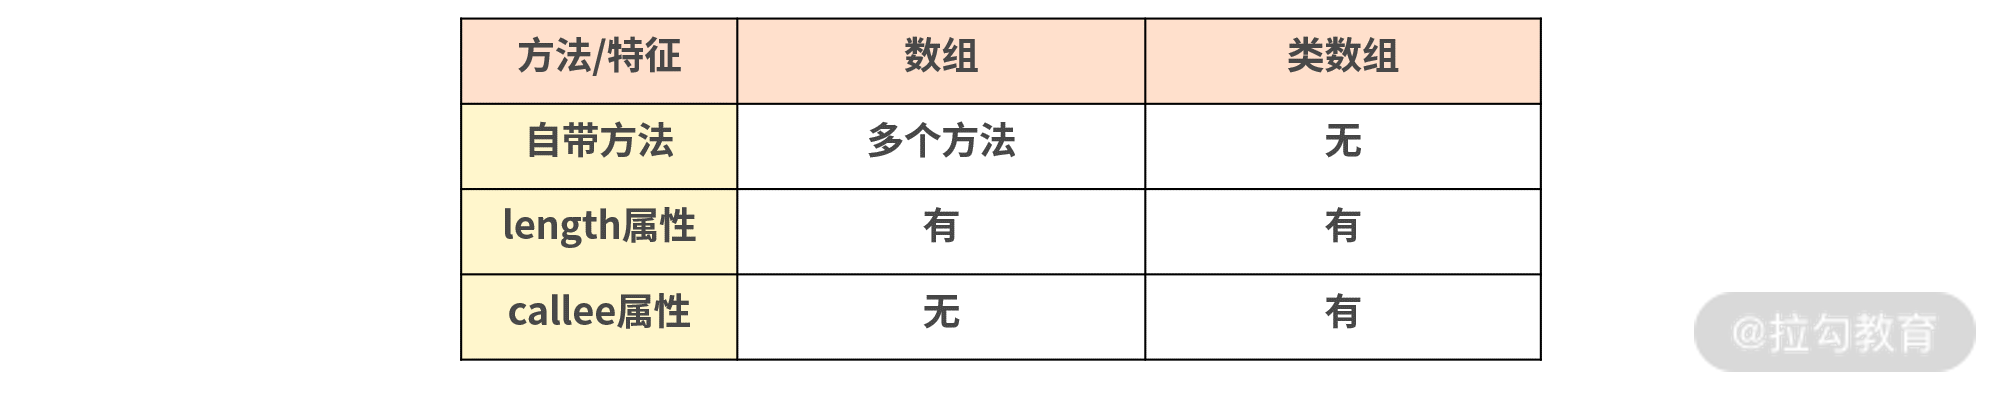 方法/特征 数组 类数组
自带方法 多个方法 无
length属性 有 有
callee属性 无 有
@拉勾教育